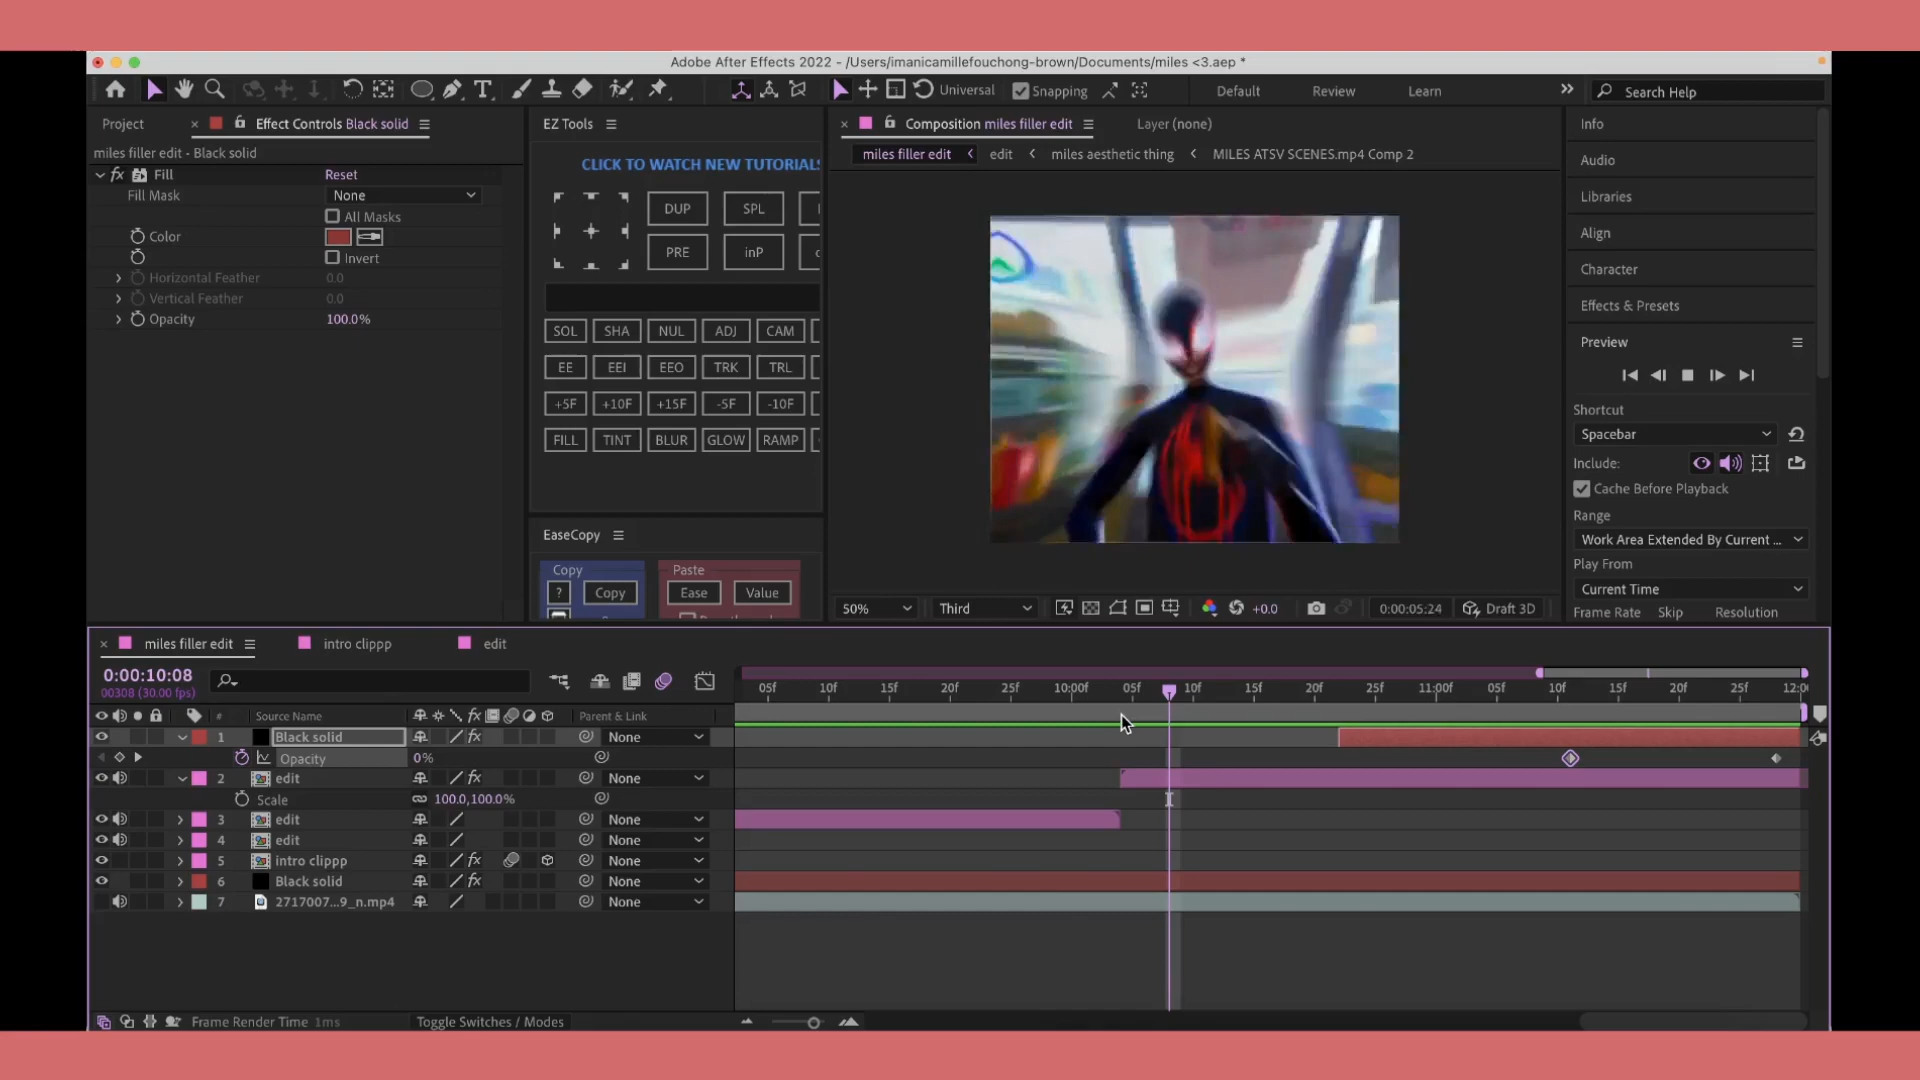 Adobe After Effects 2022 - /Users/imanicamillefouchong-brown/Documents/miles <3.aep *
Universal Snapping Default Review Learn Search Help
Project Effect Controls Black solid
miles filler edit - Black solid
Fill Reset
Fill Mask None
All Masks
Color
Invert
Horizontal Feather 0.0
Vertical Feather 0.0
Opacity 100.0%
EZ Tools
CLICK TO WATCH NEW TUTORIALS
DUP SPL
PRE inP
SOL SHA NUL ADJ CAM
EE EEI EEO TRK TRL
+5F +10F +15F -5F -10F
FILL TINT BLUR GLOW RAMP
EaseCopy
Copy Paste
? Copy Ease Value
Composition miles filler edit Layer (none)
miles filler edit edit miles aesthetic thing MILES ATSV SCENES.mp4 Comp 2
50% Third +0.0 0:00:05:24 Draft 3D
Info
Audio
Libraries
Align
Character
Effects & Presets
Preview
Shortcut
Spacebar
Include:
Cache Before Playback
Range
Work Area Extended By Current ...
Play From
Current Time
Frame Rate Skip Resolution
miles filler edit intro clippp edit
0:00:10:08
00308 (30.00 fps)
05f 10f 15f 20f 25f 10:00f 05f 10f 15f 20f 25f 11:00f 05f 10f 15f 20f 25f 12:0
# Source Name fx Parent & Link
1 Black solid fx None
Opacity 0%
2 edit fx None
Scale 100.0,100.0%
3 edit None
4 edit None
5 intro clippp fx None
6 Black solid fx None
7 2717007...9_n.mp4 None
Frame Render Time 1ms Toggle Switches / Modes